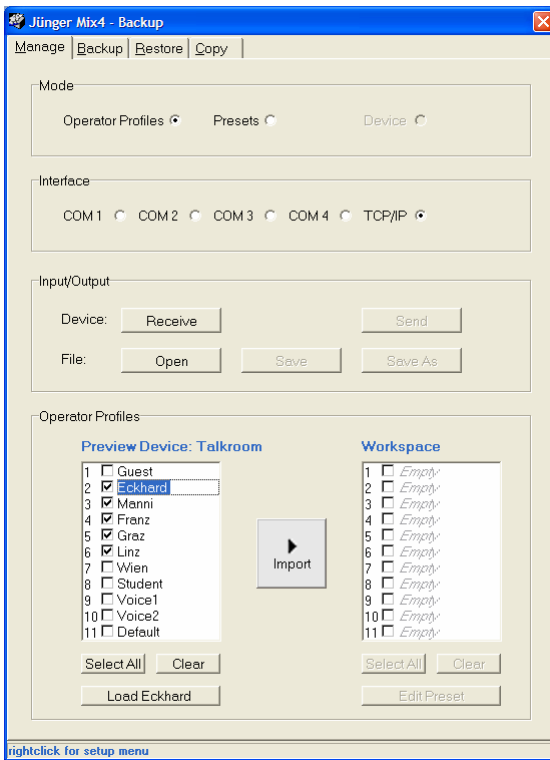 Jünger Mix4 - Backup
Manage Backup Restore Copy
Mode
Operator Profiles Presets Device
Interface
COM 1 COM 2 COM 3 COM 4 TCP/IP
Input/Output
Device: Receive Send
File: Open Save Save As
Operator Profiles
Preview Device: Talkroom Workspace
1 Guest 1 Empty
2 Eckhard 2 Empty
3 Manni 3 Empty
4 Franz 4 Empty
5 Graz 5 Empty
6 Linz 6 Empty
7 Wien 7 Empty
8 Student 8 Empty
9 Voice1 9 Empty
10 Voice2 10 Empty
11 Default 11 Empty
Import
Select All Clear Select All Clear
Load Eckhard Edit Preset
rightclick for setup menu